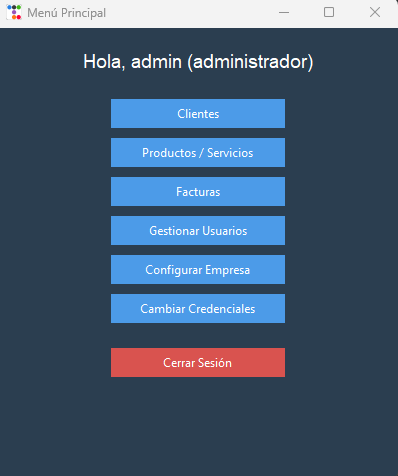 Menú Principal
Hola, admin (administrador)
Clientes
Productos / Servicios
Facturas
Gestionar Usuarios
Configurar Empresa
Cambiar Credenciales
Cerrar Sesión